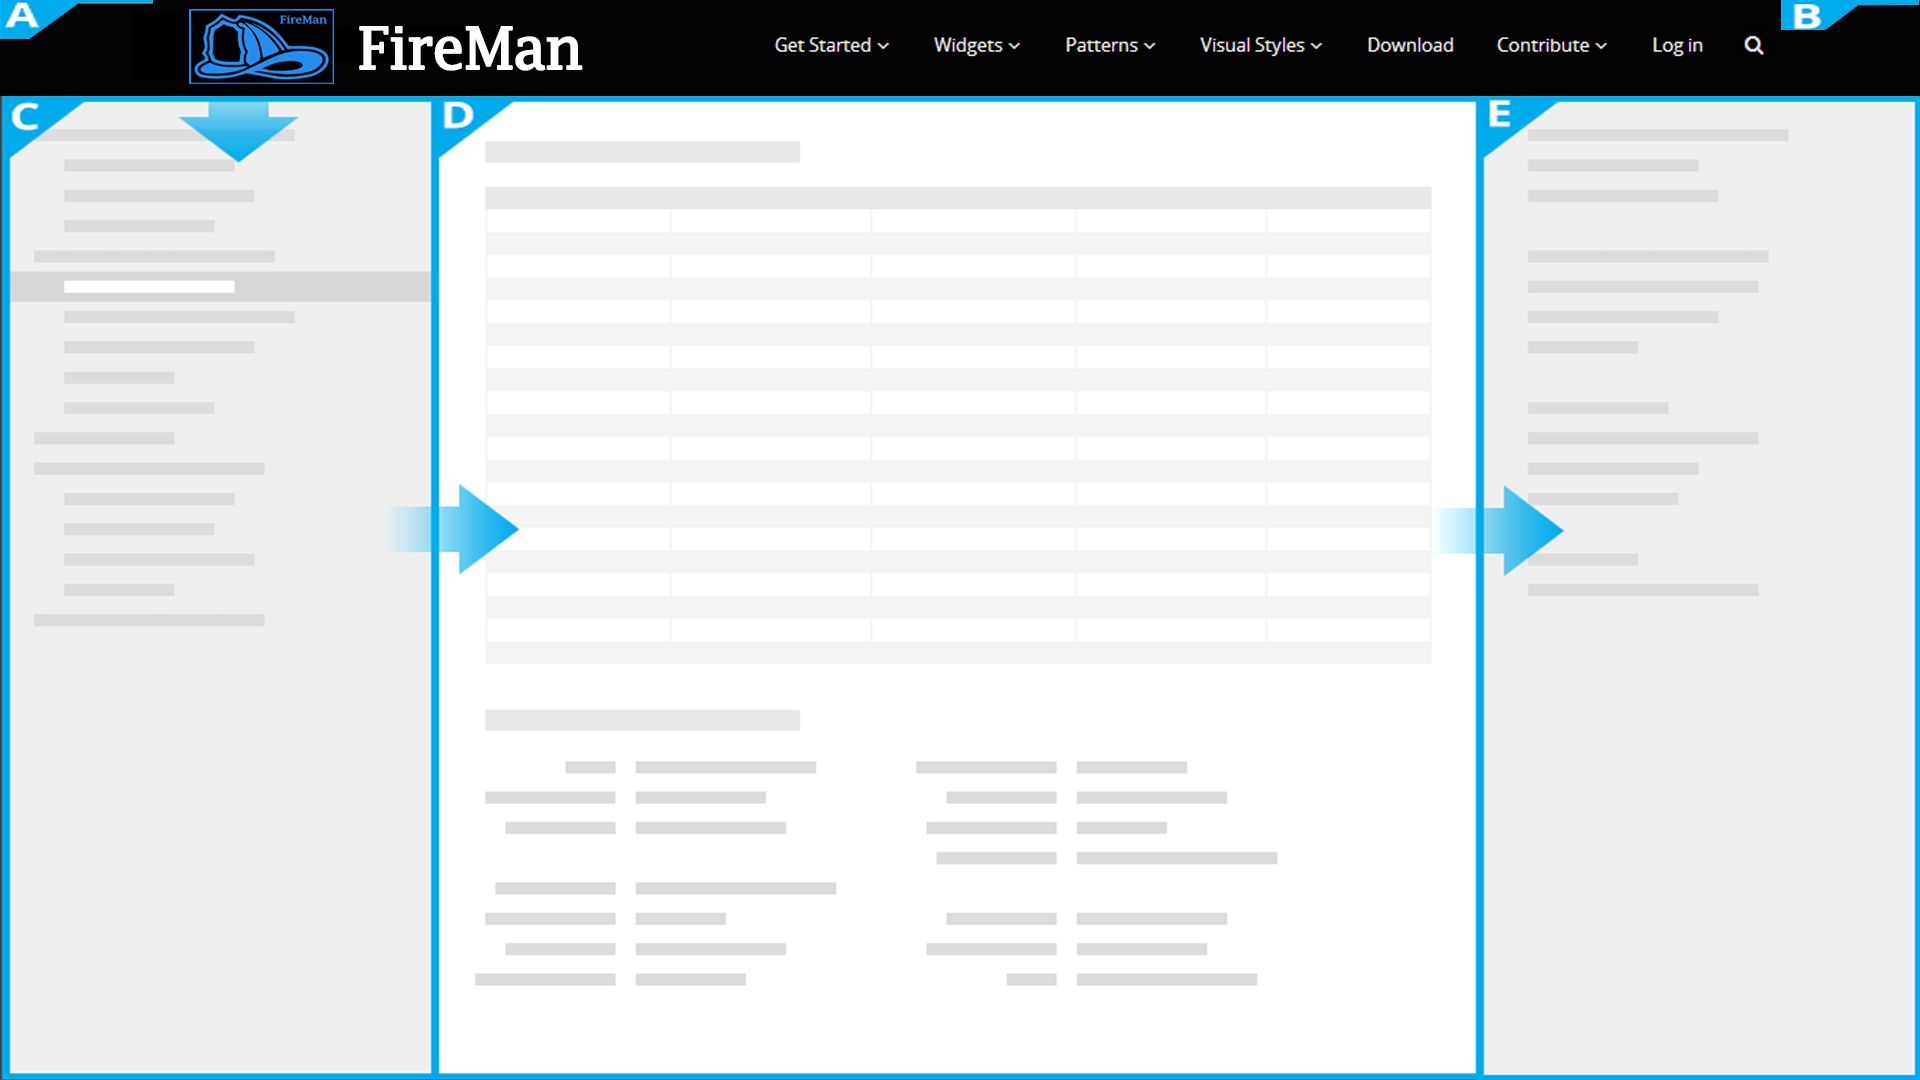 A
FireMan
FireMan
Get Started
Widgets
Patterns
Visual Styles
Download
Contribute
Log in
B
C
D
E